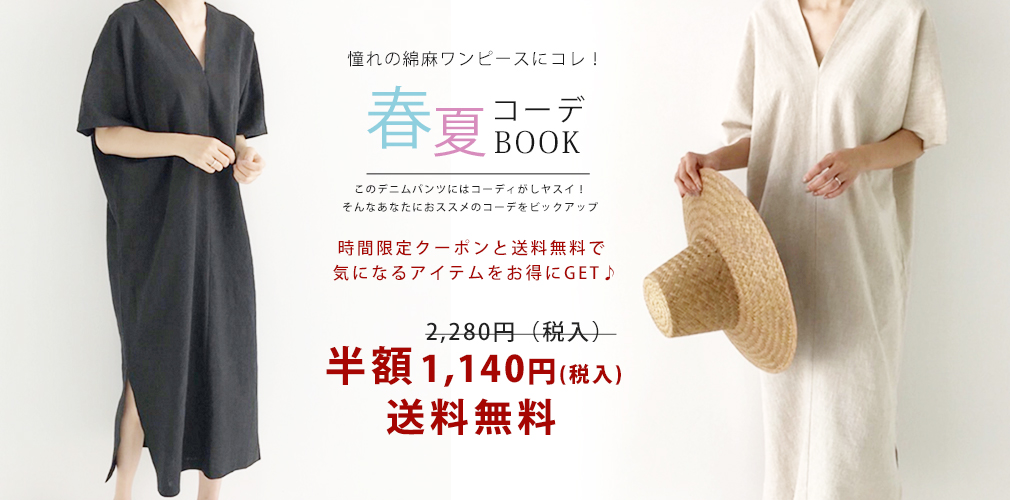 憧れの綿麻ワンピースにコレ！
春夏コーデ
BOOK
このデニムパンツにはコーディがしヤスイ！
そんなあなたにおススメのコーデをピックアップ
時間限定クーポンと送料無料で
気になるアイテムをお得にGET♪
2,280円（税入）
半額1,140円(税入)
送料無料